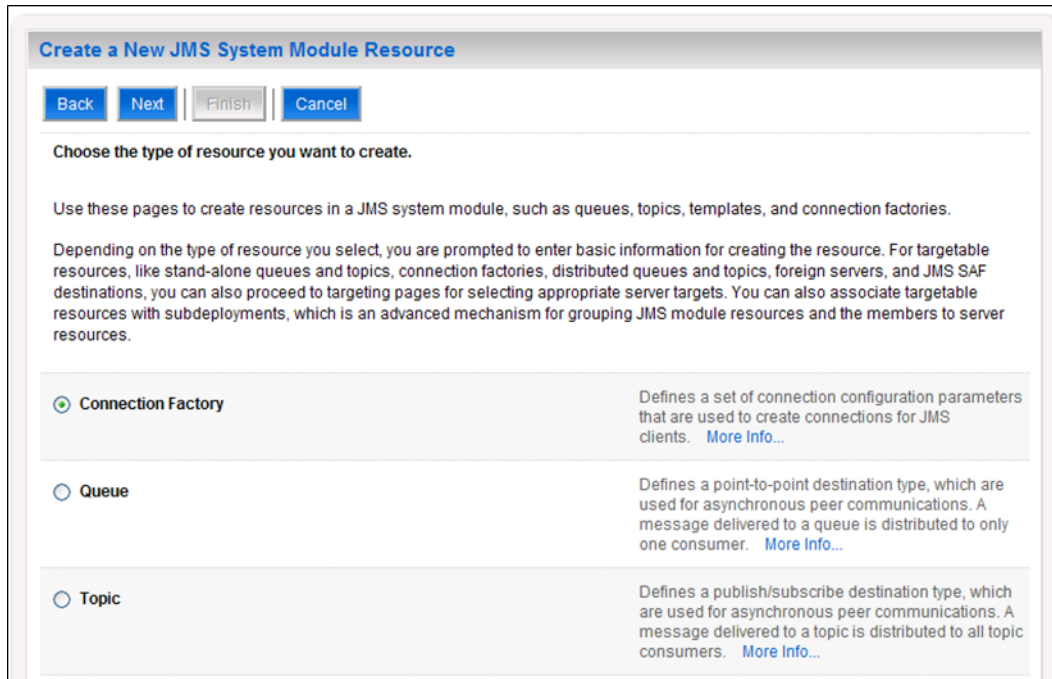 Create a New JMS System Module Resource
Back Next Finish Cancel
Choose the type of resource you want to create.
Use these pages to create resources in a JMS system module, such as queues, topics, templates, and connection factories.
Depending on the type of resource you select, you are prompted to enter basic information for creating the resource. For targetable
resources, like stand-alone queues and topics, connection factories, distributed queues and topics, foreign servers, and JMS SAF
destinations, you can also proceed to targeting pages for selecting appropriate server targets. You can also associate targetable
resources with subdeployments, which is an advanced mechanism for grouping JMS module resources and the members to server
resources.
Connection Factory
Defines a set of connection configuration parameters
that are used to create connections for JMS
clients. More Info...
Queue
Defines a point-to-point destination type, which are
used for asynchronous peer communications. A
message delivered to a queue is distributed to only
one consumer. More Info...
Topic
Defines a publish/subscribe destination type, which
are used for asynchronous peer communications. A
message delivered to a topic is distributed to all topic
consumers. More Info...